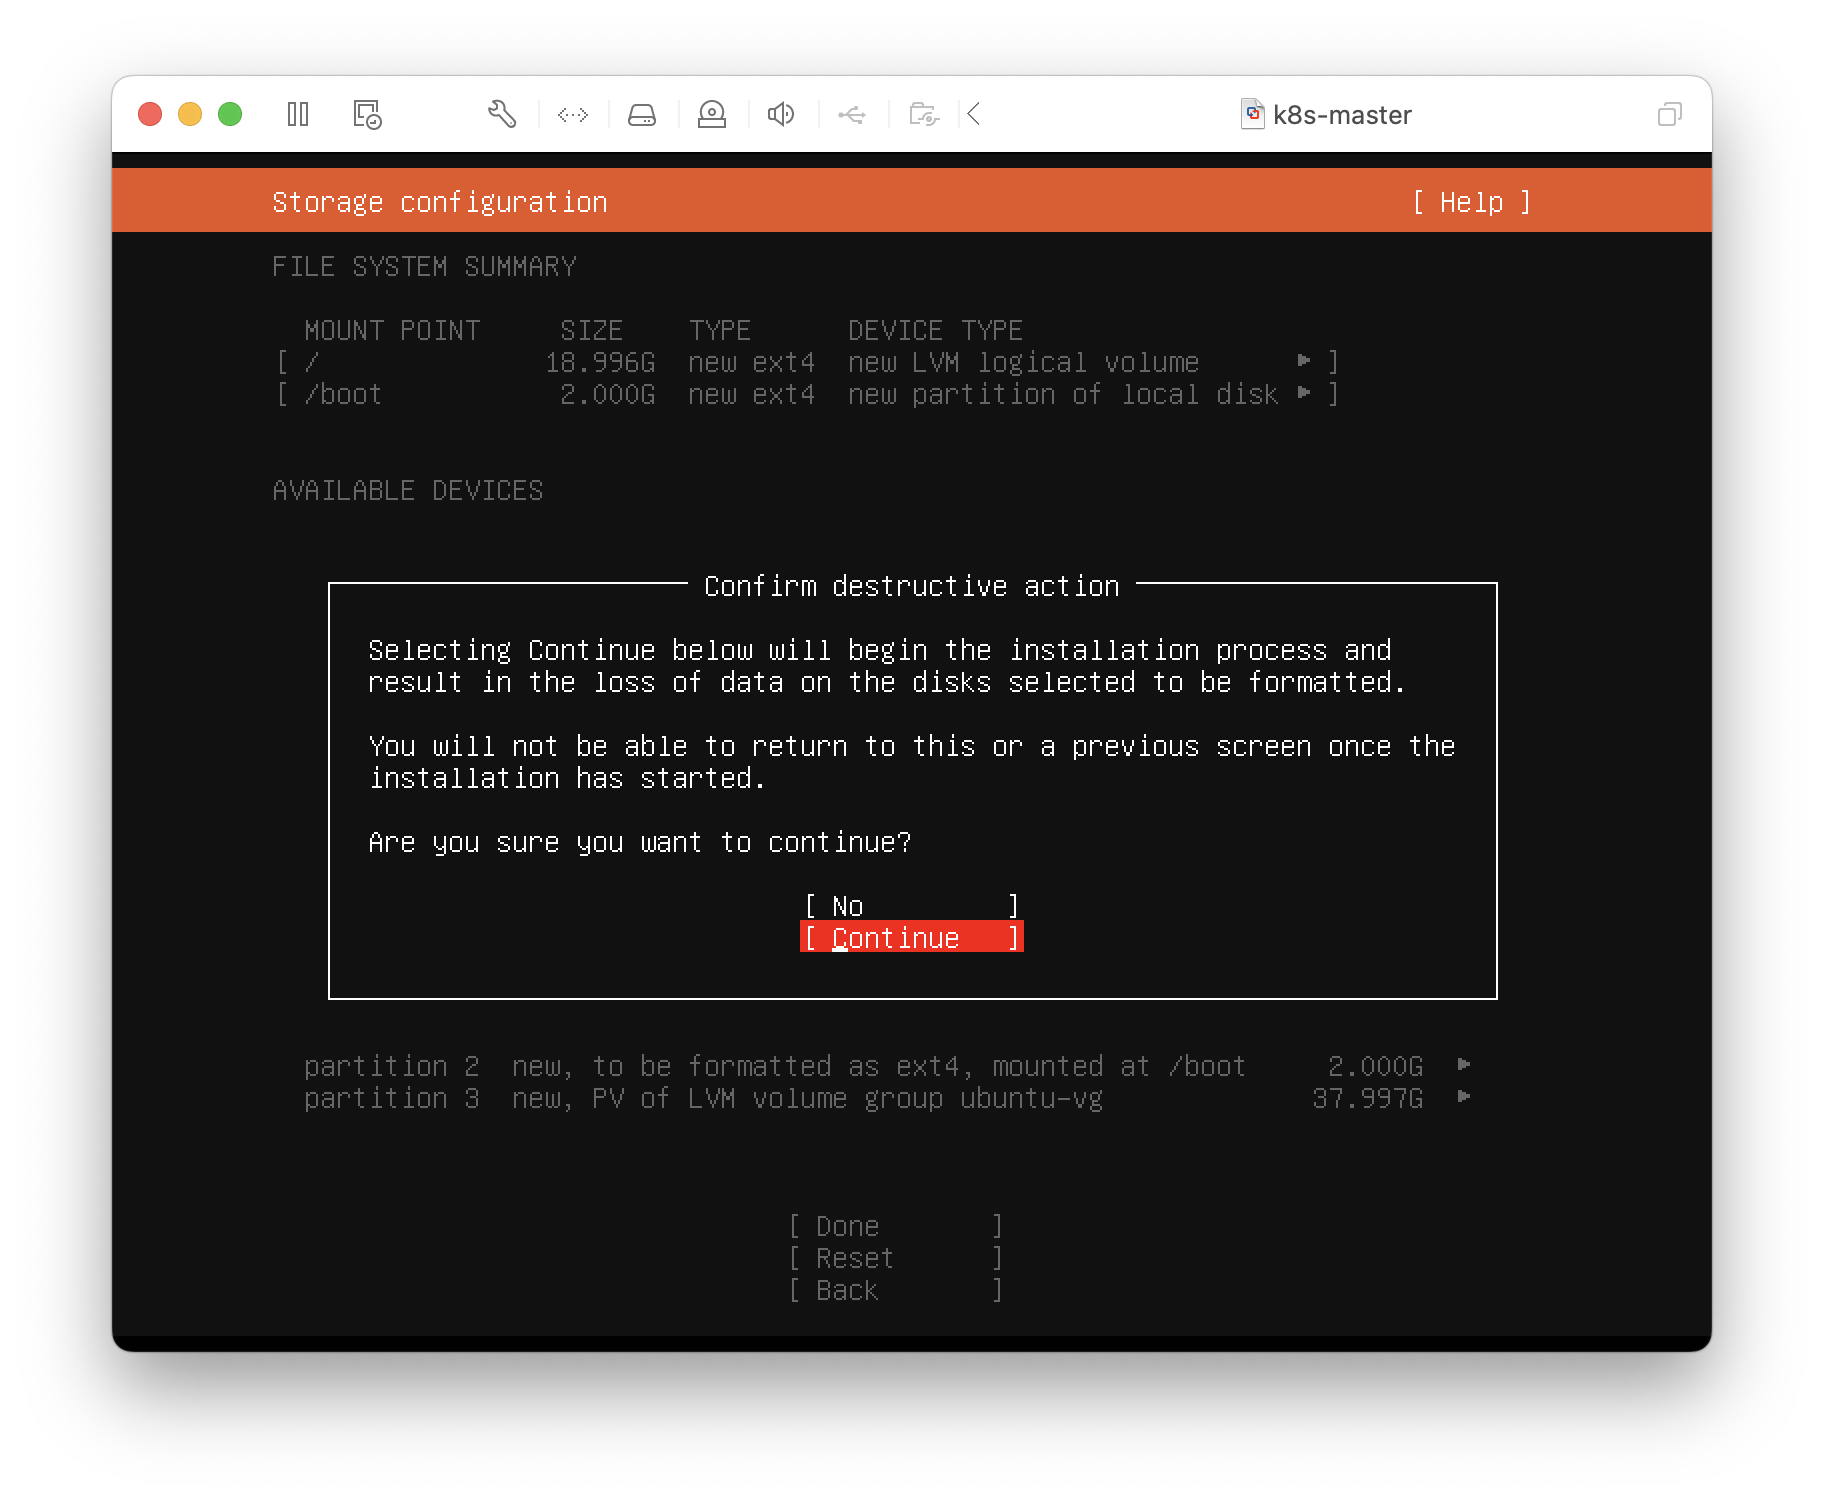 k8s-master
Storage configuration [ Help ]
FILE SYSTEM SUMMARY
MOUNT POINT SIZE TYPE DEVICE TYPE
[ / 18.996G new ext4 new LVM logical volume ▸ ]
[ /boot 2.000G new ext4 new partition of local disk ▸ ]
AVAILABLE DEVICES
Confirm destructive action
Selecting Continue below will begin the installation process and
result in the loss of data on the disks selected to be formatted.
You will not be able to return to this or a previous screen once the
installation has started.
Are you sure you want to continue?
[ No ]
[ Continue ]
partition 2 new, to be formatted as ext4, mounted at /boot 2.000G ▸
partition 3 new, PV of LVM volume group ubuntu-vg 37.997G ▸
[ Done ]
[ Reset ]
[ Back ]